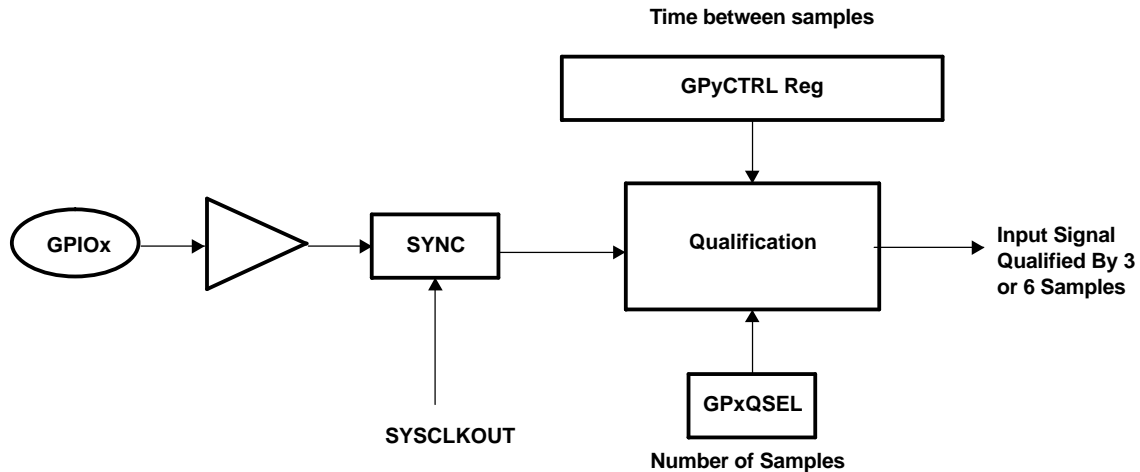 Time between samples
GPyCTRL Reg
GPIOx
SYNC
Qualification
Input Signal
Qualified By 3
or 6 Samples
GPxQSEL
SYSCLKOUT
Number of Samples